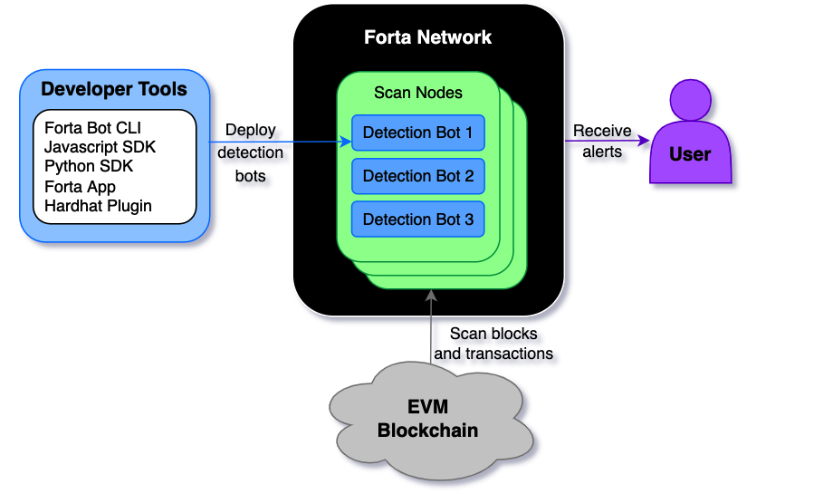 Forta Network
Developer Tools
Forta Bot CLI
Javascript SDK
Python SDK
Forta App
Hardhat Plugin
Deploy
detection
bots
Scan Nodes
Detection Bot 1
Detection Bot 2
Detection Bot 3
Receive
alerts
User
Scan blocks
and transactions
EVM
Blockchain